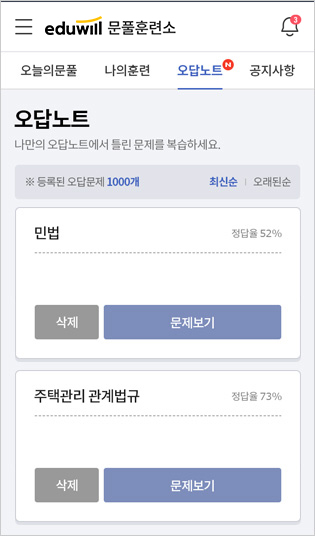 eduwill 문풀훈련소
3
오늘의문풀 나의훈련 오답노트 N 공지사항
오답노트
나만의 오답노트에서 틀린 문제를 복습하세요.
※ 등록된 오답문제 1000개 최신순 | 오래된순
민법 정답율 52%
삭제 문제보기
주택관리 관계법규 정답율 73%
삭제 문제보기